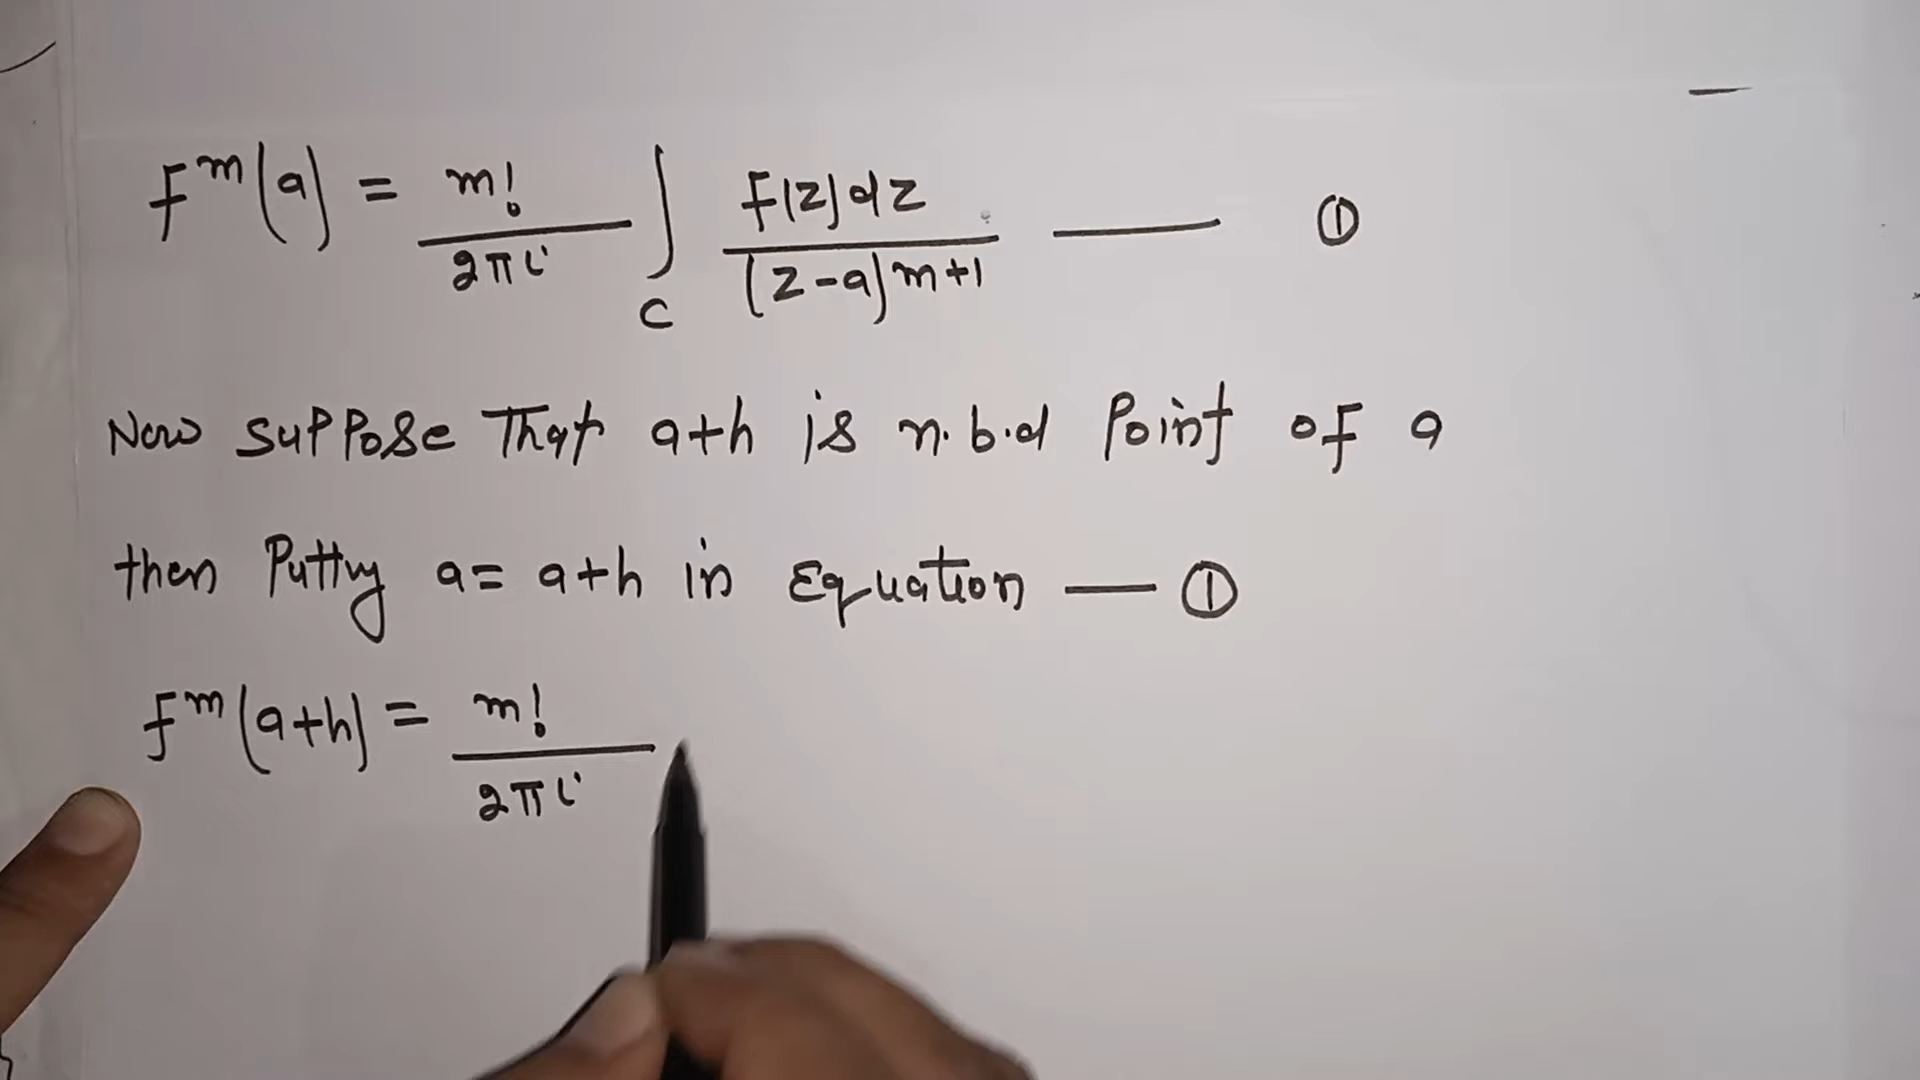 F^m(a) = m!/2πi ∫_C F(z)dz/(z-a)^m+1 —— ①
Now suppose That a+h is n.b.d Point of a
then Putting a= a+h in Equation — ①
F^m(a+h) = m!/2πi